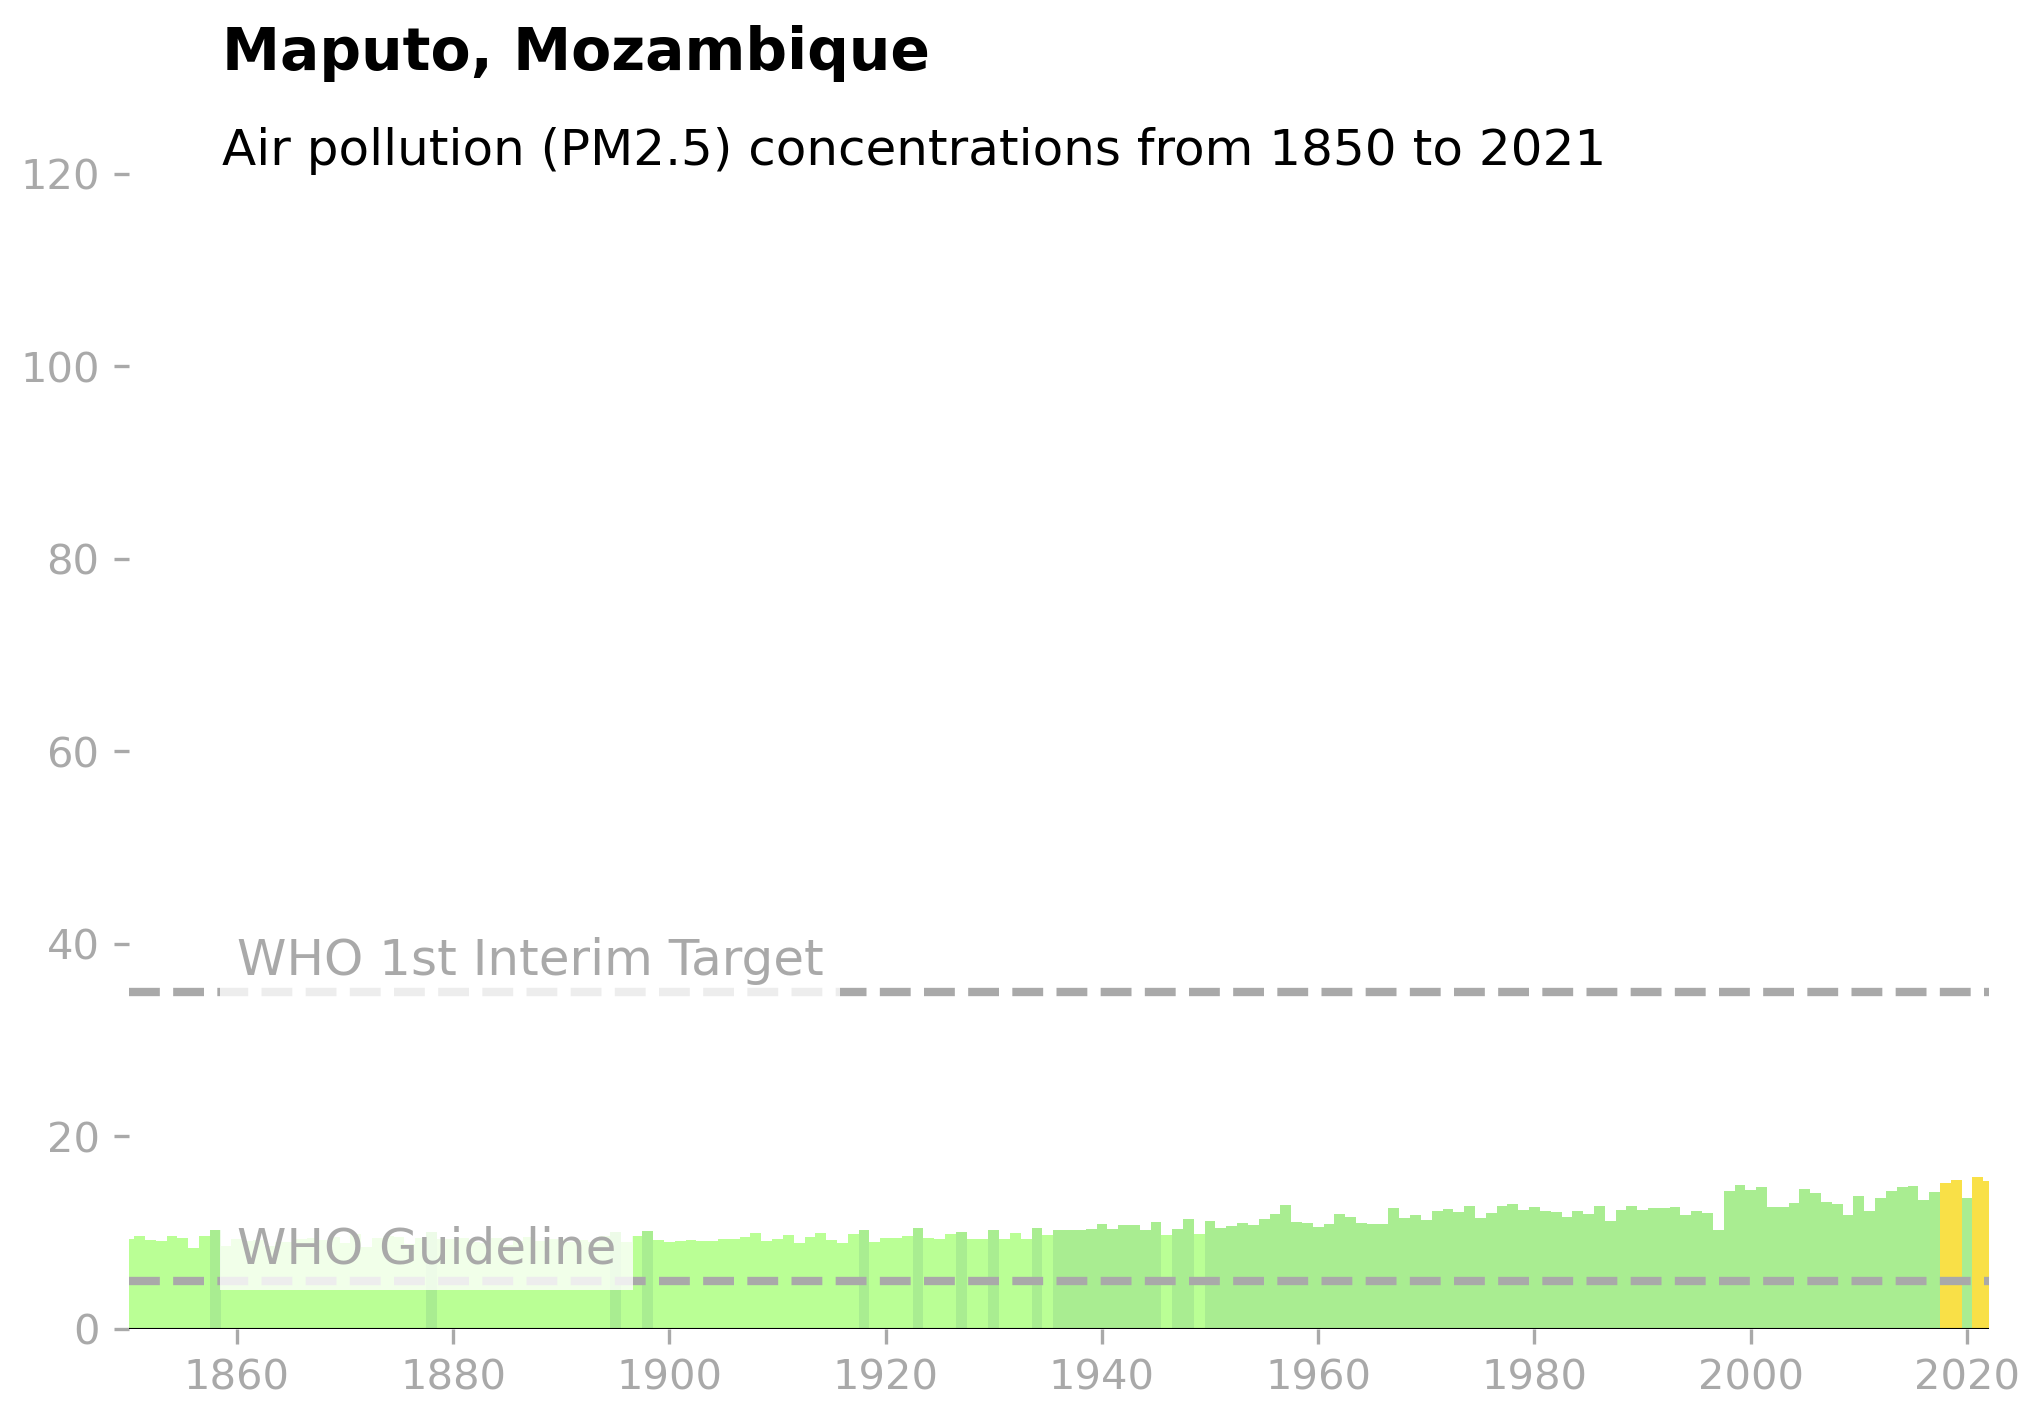 Maputo, Mozambique
Air pollution (PM2.5) concentrations from 1850 to 2021
120
100
80
60
40
WHO 1st Interim Target
20
WHO Guideline
0
1860 1880 1900 1920 1940 1960 1980 2000 2020